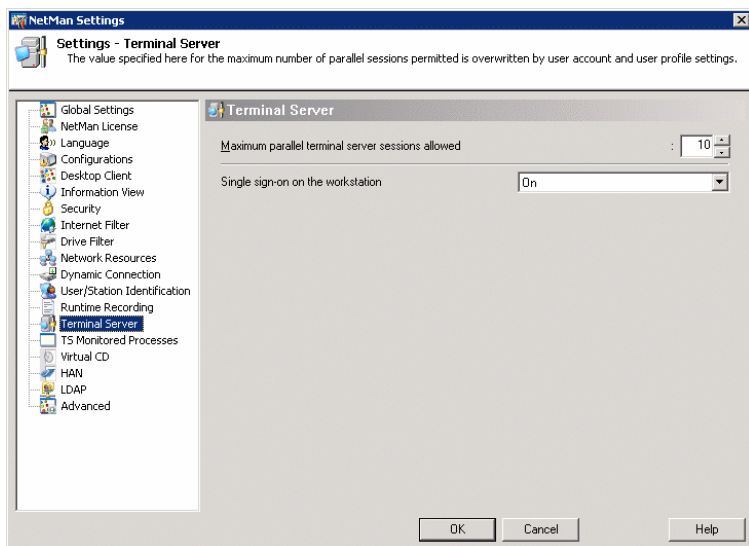 NetMan Settings
Settings - Terminal Server
The value specified here for the maximum number of parallel sessions permitted is overwritten by user account and user profile settings.
Global Settings
NetMan License
Language
Configurations
Desktop Client
Information View
Security
Internet Filter
Drive Filter
Network Resources
Dynamic Connection
User/Station Identification
Runtime Recording
Terminal Server
TS Monitored Processes
Virtual CD
HAN
LDAP
Advanced
Terminal Server
Maximum parallel terminal server sessions allowed : 10
Single sign-on on the workstation On
OK Cancel Help